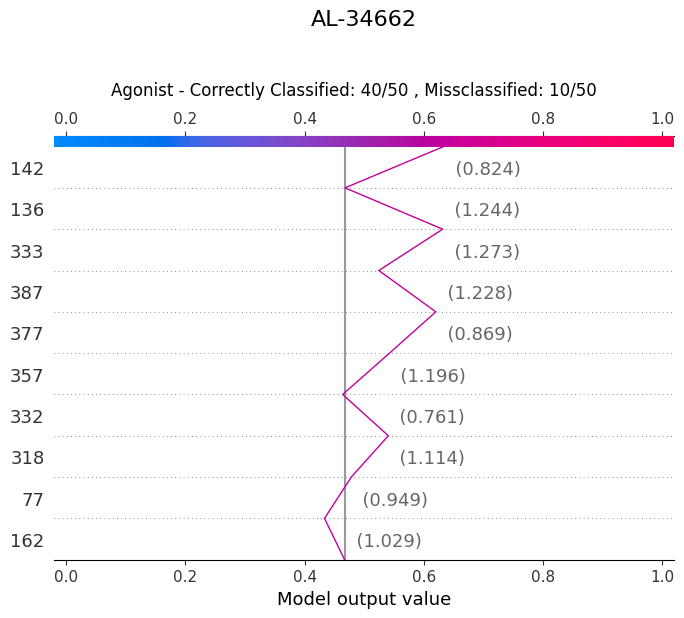 AL-34662
Agonist - Correctly Classified: 40/50 , Missclassified: 10/50
0.0 0.2 0.4 0.6 0.8 1.0
142 (0.824)
136 (1.244)
333 (1.273)
387 (1.228)
377 (0.869)
357 (1.196)
332 (0.761)
318 (1.114)
77 (0.949)
162 (1.029)
0.0 0.2 0.4 0.6 0.8 1.0
Model output value